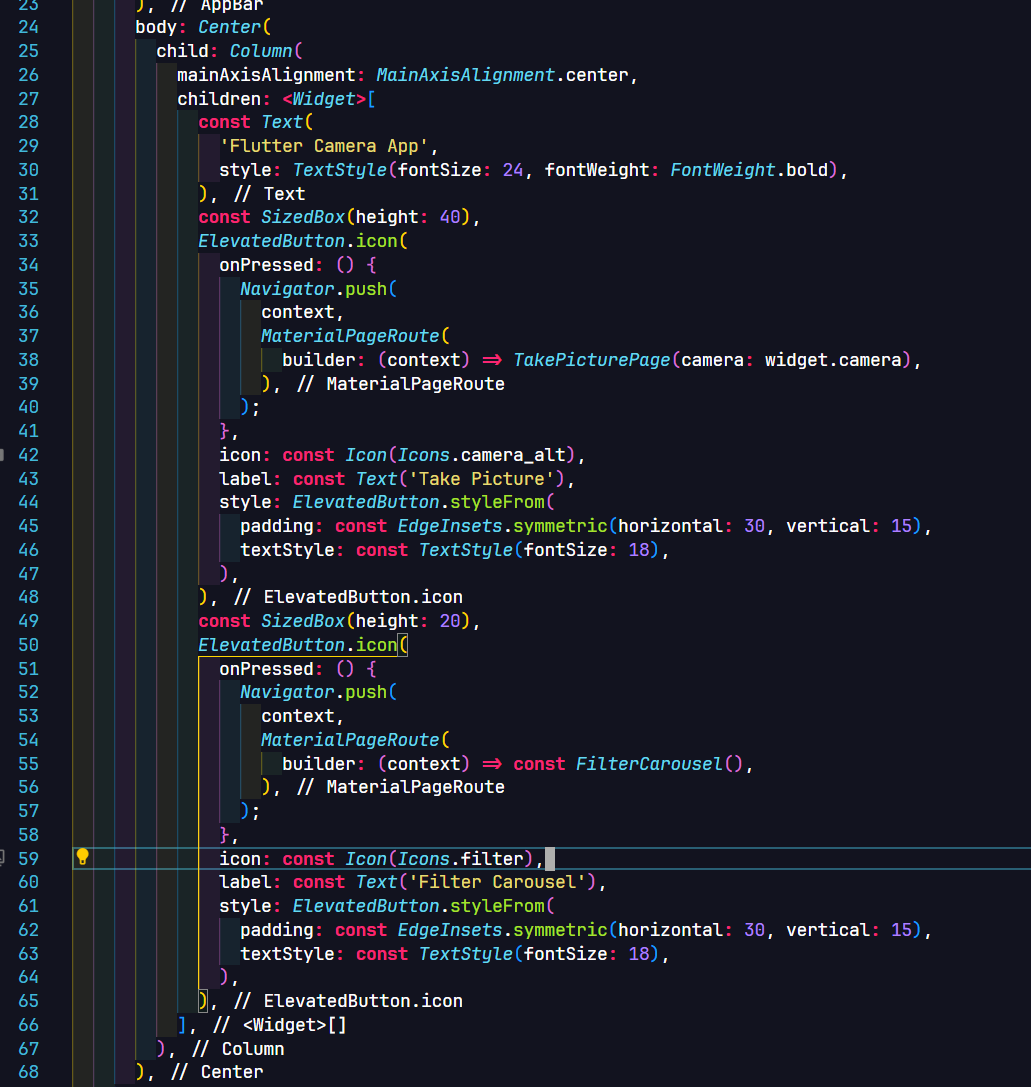 23 ), // AppBar
24 body: Center(
25 child: Column(
26 mainAxisAlignment: MainAxisAlignment.center,
27 children: <Widget>[
28 const Text(
29 'Flutter Camera App',
30 style: TextStyle(fontSize: 24, fontWeight: FontWeight.bold),
31 ), // Text
32 const SizedBox(height: 40),
33 ElevatedButton.icon(
34 onPressed: () {
35 Navigator.push(
36 context,
37 MaterialPageRoute(
38 builder: (context) => TakePicturePage(camera: widget.camera),
39 ), // MaterialPageRoute
40 );
41 },
42 icon: const Icon(Icons.camera_alt),
43 label: const Text('Take Picture'),
44 style: ElevatedButton.styleFrom(
45 padding: const EdgeInsets.symmetric(horizontal: 30, vertical: 15),
46 textStyle: const TextStyle(fontSize: 18),
47 ),
48 ), // ElevatedButton.icon
49 const SizedBox(height: 20),
50 ElevatedButton.icon(
51 onPressed: () {
52 Navigator.push(
53 context,
54 MaterialPageRoute(
55 builder: (context) => const FilterCarousel(),
56 ), // MaterialPageRoute
57 );
58 },
59 icon: const Icon(Icons.filter),
60 label: const Text('Filter Carousel'),
61 style: ElevatedButton.styleFrom(
62 padding: const EdgeInsets.symmetric(horizontal: 30, vertical: 15),
63 textStyle: const TextStyle(fontSize: 18),
64 ),
65 ), // ElevatedButton.icon
66 ], // <Widget>[]
67 ), // Column
68 ), // Center